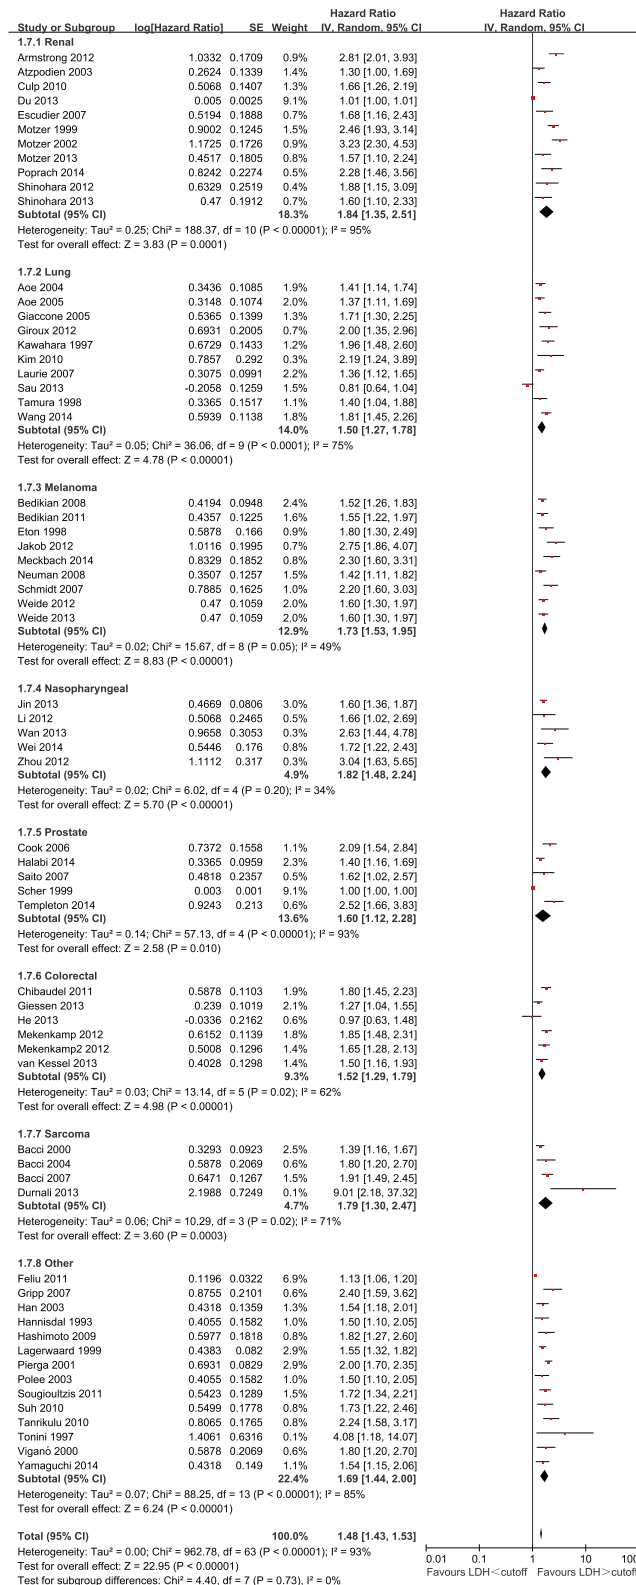 Hazard Ratio Hazard Ratio
Study or Subgroup log[Hazard Ratio] SE Weight IV, Random, 95% CI IV, Random, 95% CI
1.7.1 Renal
Armstrong 2012 1.0332 0.1709 0.9% 2.81 [2.01, 3.93]
Atzpodien 2003 0.2624 0.1339 1.4% 1.30 [1.00, 1.69]
Culp 2010 0.5068 0.1407 1.4% 1.66 [1.26, 2.19]
Du 2013 0.005 0.0025 9.1% 1.01 [1.00, 1.01]
Escudier 2007 0.5194 0.1888 0.8% 1.68 [1.16, 2.43]
Motzer 1999 0.9002 0.1245 1.5% 2.46 [1.93, 3.14]
Motzer 2002 1.1725 0.1726 0.8% 3.23 [2.30, 4.53]
Motzer 2013 0.4517 0.1805 0.8% 1.57 [1.10, 2.24]
Poprach 2014 0.8242 0.2274 0.5% 2.28 [1.46, 3.56]
Shinohara 2012 0.6329 0.2519 0.4% 1.88 [1.15, 3.09]
Shinohara 2013 0.47 0.1912 0.7% 1.60 [1.10, 2.33]
Subtotal (95% CI) 18.3% 1.84 [1.35, 2.51]
Heterogeneity: Tau² = 0.25; Chi² = 188.37, df = 10 (P < 0.00001); I² = 95%
Test for overall effect: Z = 3.83 (P = 0.0001)
1.7.2 Lung
Aoe 2004 0.3436 0.1085 1.9% 1.41 [1.14, 1.74]
Aoe 2005 0.3148 0.1074 2.0% 1.37 [1.11, 1.69]
Giaccone 2005 0.5365 0.1399 1.4% 1.71 [1.30, 2.25]
Giroux 2012 0.6931 0.2005 0.7% 2.00 [1.35, 2.96]
Kawahara 1997 0.6729 0.1433 1.3% 1.96 [1.48, 2.60]
Kim 2010 0.7857 0.292 0.3% 2.19 [1.24, 3.89]
Laurie 2007 0.3075 0.0991 2.2% 1.36 [1.12, 1.65]
Sau 2013 -0.2058 0.1259 1.5% 0.81 [0.64, 1.04]
Tamura 1998 0.3365 0.1517 1.2% 1.40 [1.04, 1.88]
Wang 2014 0.5939 0.1138 1.8% 1.81 [1.45, 2.26]
Subtotal (95% CI) 14.0% 1.50 [1.27, 1.78]
Heterogeneity: Tau² = 0.05; Chi² = 36.06, df = 9 (P < 0.0001); I² = 75%
Test for overall effect: Z = 4.78 (P < 0.00001)
1.7.3 Melanoma
Bedikian 2008 0.4194 0.0948 2.4% 1.52 [1.26, 1.83]
Bedikian 2011 0.4357 0.1225 1.6% 1.55 [1.22, 1.97]
Eton 1998 0.5878 0.166 0.9% 1.80 [1.30, 2.49]
Jakob 2012 1.0116 0.1995 0.7% 2.75 [1.86, 4.07]
Meckbach 2014 0.8329 0.1852 0.8% 2.30 [1.60, 3.31]
Neuman 2008 0.3507 0.1257 1.5% 1.42 [1.11, 1.82]
Schmidt 2007 0.7885 0.1625 1.0% 2.20 [1.60, 3.03]
Weide 2012 0.47 0.1059 2.0% 1.60 [1.30, 1.97]
Weide 2013 0.47 0.1059 2.0% 1.60 [1.30, 1.97]
Subtotal (95% CI) 12.9% 1.73 [1.53, 1.95]
Heterogeneity: Tau² = 0.02; Chi² = 15.67, df = 8 (P = 0.05); I² = 49%
Test for overall effect: Z = 8.83 (P < 0.00001)
1.7.4 Nasopharyngeal
Jin 2013 0.4669 0.0806 3.0% 1.60 [1.36, 1.87]
Li 2012 0.5068 0.2465 0.5% 1.66 [1.02, 2.69]
Wan 2013 0.9658 0.3053 0.3% 2.63 [1.44, 4.78]
Wei 2014 0.5446 0.176 0.8% 1.72 [1.22, 2.43]
Zhou 2012 1.1112 0.317 0.3% 3.04 [1.63, 5.65]
Subtotal (95% CI) 4.9% 1.82 [1.48, 2.24]
Heterogeneity: Tau² = 0.02; Chi² = 6.02, df = 4 (P = 0.20); I² = 34%
Test for overall effect: Z = 5.70 (P < 0.00001)
1.7.5 Prostate
Cook 2006 0.7372 0.1558 1.1% 2.09 [1.54, 2.84]
Halabi 2014 0.3365 0.0959 2.3% 1.40 [1.16, 1.69]
Saito 2007 0.4818 0.2357 0.5% 1.62 [1.02, 2.57]
Scher 1999 0.003 0.001 9.1% 1.00 [1.00, 1.00]
Templeton 2014 0.9243 0.213 0.6% 2.52 [1.66, 3.83]
Subtotal (95% CI) 13.6% 1.60 [1.12, 2.28]
Heterogeneity: Tau² = 0.14; Chi² = 57.13, df = 4 (P < 0.00001); I² = 93%
Test for overall effect: Z = 2.58 (P = 0.010)
1.7.6 Colorectal
Chibaudel 2011 0.5878 0.1103 1.9% 1.80 [1.45, 2.23]
Giessen 2013 0.239 0.1019 2.1% 1.27 [1.04, 1.55]
He 2013 -0.0336 0.2162 0.6% 0.97 [0.63, 1.48]
Mekenkamp 2012 0.6152 0.1139 1.8% 1.85 [1.48, 2.31]
Mekenkamp2 2012 0.5008 0.1296 1.4% 1.65 [1.28, 2.13]
van Kessel 2013 0.4028 0.1298 1.4% 1.50 [1.16, 1.93]
Subtotal (95% CI) 9.3% 1.52 [1.29, 1.79]
Heterogeneity: Tau² = 0.03; Chi² = 13.14, df = 5 (P = 0.02); I² = 62%
Test for overall effect: Z = 4.98 (P < 0.00001)
1.7.7 Sarcoma
Bacci 2000 0.3293 0.0923 2.5% 1.39 [1.16, 1.67]
Bacci 2004 0.5878 0.2069 0.6% 1.80 [1.20, 2.70]
Bacci 2007 0.6471 0.1267 1.5% 1.91 [1.49, 2.45]
Durnali 2013 2.1988 0.7249 0.1% 9.01 [2.18, 37.32]
Subtotal (95% CI) 4.7% 1.79 [1.30, 2.47]
Heterogeneity: Tau² = 0.06; Chi² = 10.29, df = 3 (P = 0.02); I² = 71%
Test for overall effect: Z = 3.60 (P = 0.0003)
1.7.8 Other
Feliu 2011 0.1196 0.0322 6.9% 1.13 [1.06, 1.20]
Gripp 2007 0.8755 0.2101 0.6% 2.40 [1.59, 3.62]
Han 2003 0.4318 0.1359 1.3% 1.54 [1.18, 2.01]
Hannisdal 1993 0.4055 0.1582 1.0% 1.50 [1.10, 2.05]
Hashimoto 2009 0.5977 0.1818 0.8% 1.82 [1.27, 2.60]
Lagerwaard 1999 0.4383 0.082 2.9% 1.55 [1.32, 1.82]
Pierga 2001 0.6931 0.0829 2.9% 2.00 [1.70, 2.35]
Polee 2003 0.4055 0.1582 1.0% 1.50 [1.10, 2.05]
Sougioultzis 2011 0.5423 0.1289 1.4% 1.72 [1.34, 2.21]
Suh 2010 0.5499 0.1778 0.8% 1.73 [1.22, 2.46]
Tanrikulu 2010 0.8065 0.1765 0.8% 2.24 [1.58, 3.17]
Tonini 1997 1.4061 0.6316 0.1% 4.08 [1.18, 14.07]
Viganó 2000 0.5878 0.2069 0.6% 1.80 [1.20, 2.70]
Yamaguchi 2014 0.4318 0.149 1.2% 1.54 [1.15, 2.06]
Subtotal (95% CI) 22.4% 1.69 [1.44, 2.00]
Heterogeneity: Tau² = 0.07; Chi² = 88.25, df = 13 (P < 0.00001); I² = 85%
Test for overall effect: Z = 6.24 (P < 0.00001)
Total (95% CI) 100.0% 1.48 [1.43, 1.53]
Heterogeneity: Tau² = 0.00; Chi² = 962.78, df = 63 (P < 0.00001); I² = 93%
Test for overall effect: Z = 22.95 (P < 0.00001)
Test for subgroup differences: Chi² = 4.40, df = 7 (P = 0.73), I² = 0%
0.01 0.1 1 10 100
Favours LDH<cutoff Favours LDH>cutoff